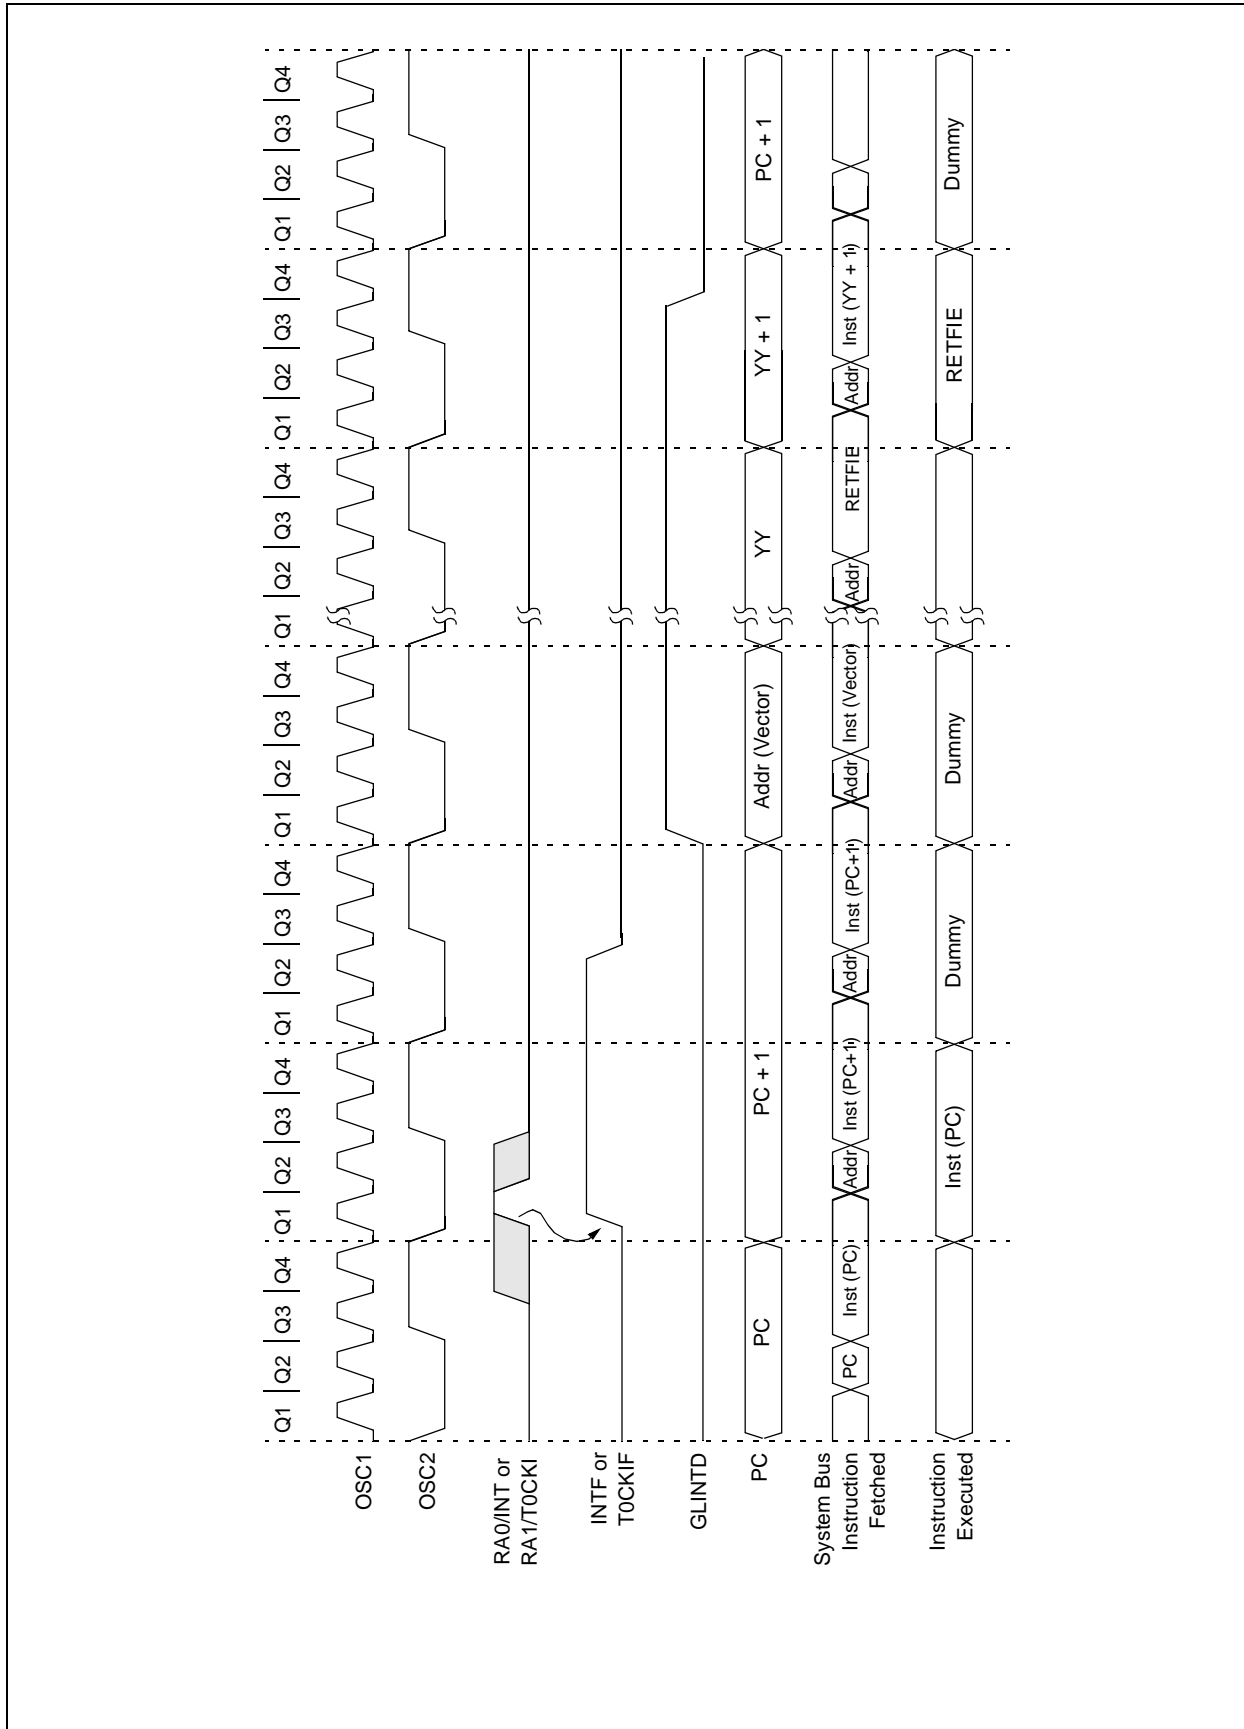 Q1 Q2 Q3 Q4 Q1 Q2 Q3 Q4 Q1 Q2 Q3 Q4 Q1 Q2 Q3 Q4 Q1 Q2 Q3 Q4 Q1 Q2 Q3 Q4 Q1 Q2 Q3 Q4
OSC1
OSC2
RA0/INT or
RA1/T0CKI
INTF or
T0CKIF
GLINTD
PC PC PC + 1 Addr (Vector) YY YY + 1 PC + 1
System Bus
Instruction
Fetched
PC Inst (PC) Addr Inst (PC+1) Addr Inst (PC+1) Addr Inst (Vector) Addr RETFIE Addr Inst (YY + 1)
Instruction
Executed
Inst (PC) Dummy Dummy RETFIE Dummy